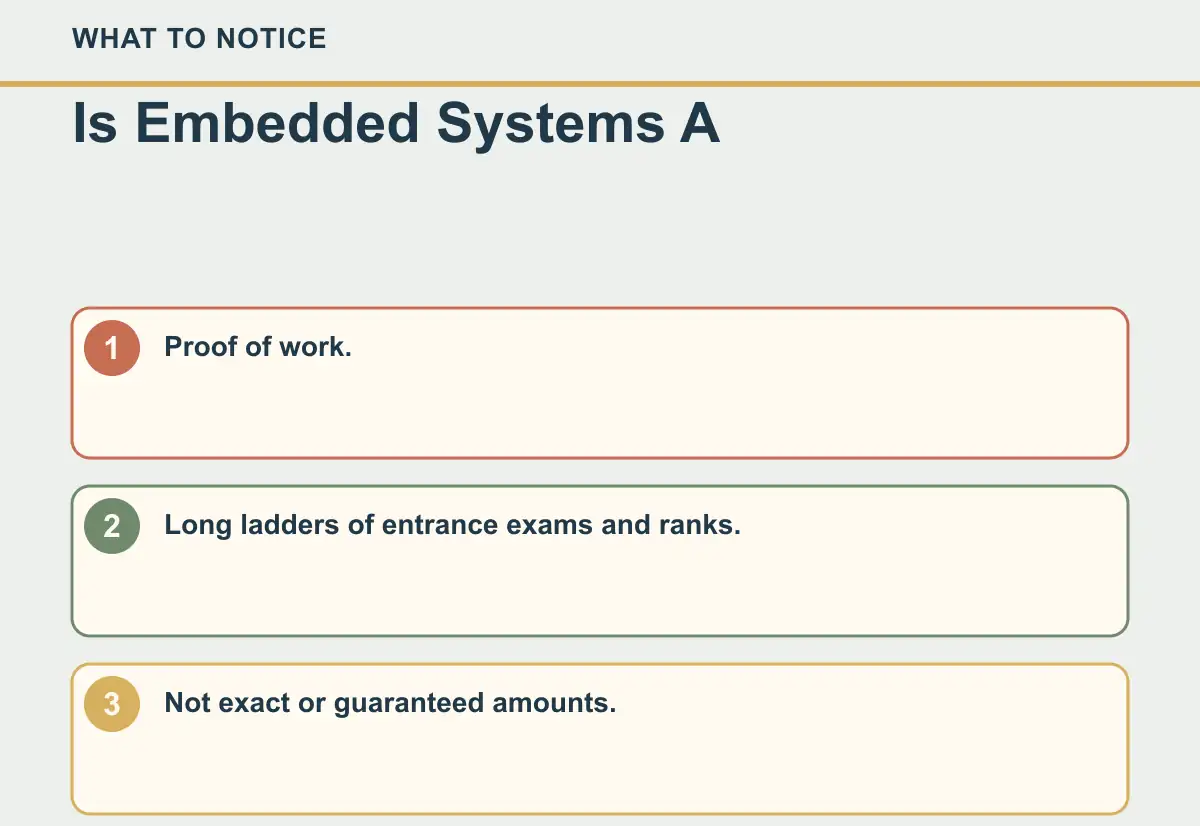 WHAT TO NOTICE
Is Embedded Systems A
1 Proof of work.
2 Long ladders of entrance exams and ranks.
3 Not exact or guaranteed amounts.